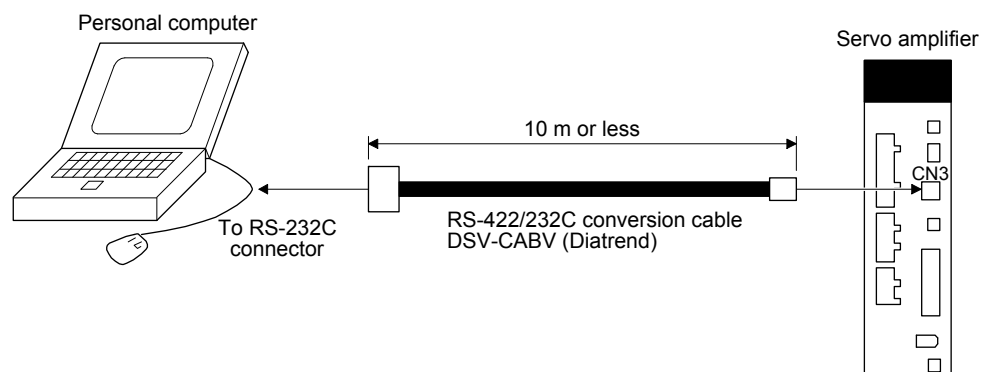 Personal computer
Servo amplifier
10 m or less
CN3
To RS-232C
connector
RS-422/232C conversion cable
DSV-CABV (Diatrend)